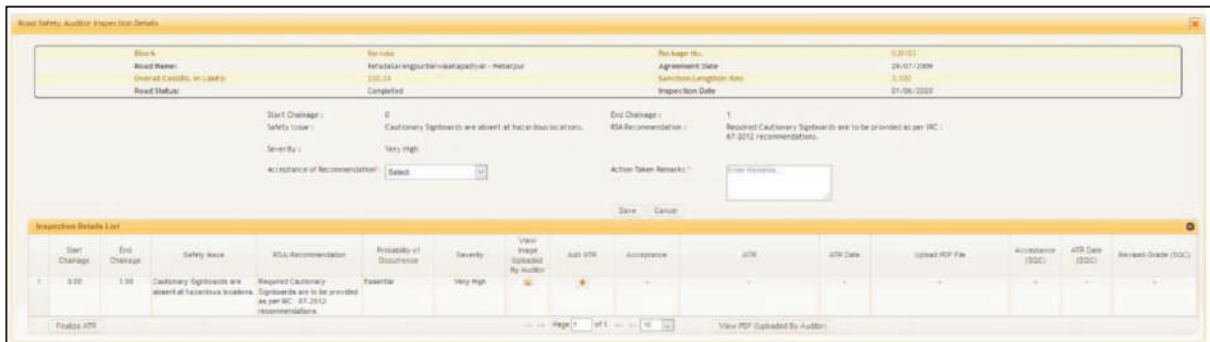 Road Safety Auditor Inspection Details
Block Package No.
Road Name: Agreement Date 29/07/2009
Overall Cost(Rs. in Lakh): Sanction Length(in Km)
Road Status: Completed Inspection Date 01/06/2020
Start Chainage : 0 End Chainage : 1
Safety Issue : Cautionary Signboards are absent at hazardous locations. RSA Recommendation : Required Cautionary Signboards are to be provided as per IRC :
67-2012 recommendations.
Severity : Very High
Acceptance of Recommendation* Select Action Taken Remarks * Enter Remarks...
Save Cancel
Inspection Details List
Start Chainage End Chainage Safety Issue RSA Recommendation Probability of Occurrence Severity View Image Uploaded By Auditor Add ATR Acceptance ATR ATR Date Upload PDF File Acceptance (SQC) ATR Date (SQC) Revised Grade (SQC)
1 0.00 1.00 Cautionary Signboards are Required Cautionary Essential Very High - - - - - - -
absent at hazardous locations. Signboards are to be provided
as per IRC : 67-2012
recommendations.
Finalize ATR Page 1 of 1 10 View PDF (Uploaded By Auditor)